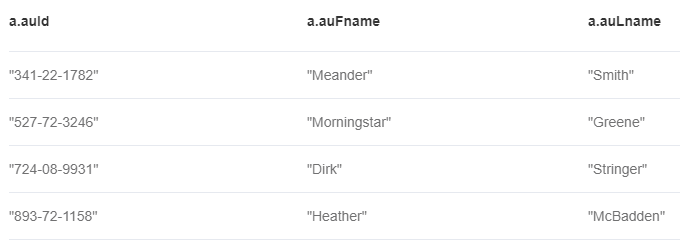 a.auId a.auFname a.auLname
"341-22-1782" "Meander" "Smith"
"527-72-3246" "Morningstar" "Greene"
"724-08-9931" "Dirk" "Stringer"
"893-72-1158" "Heather" "McBadden"